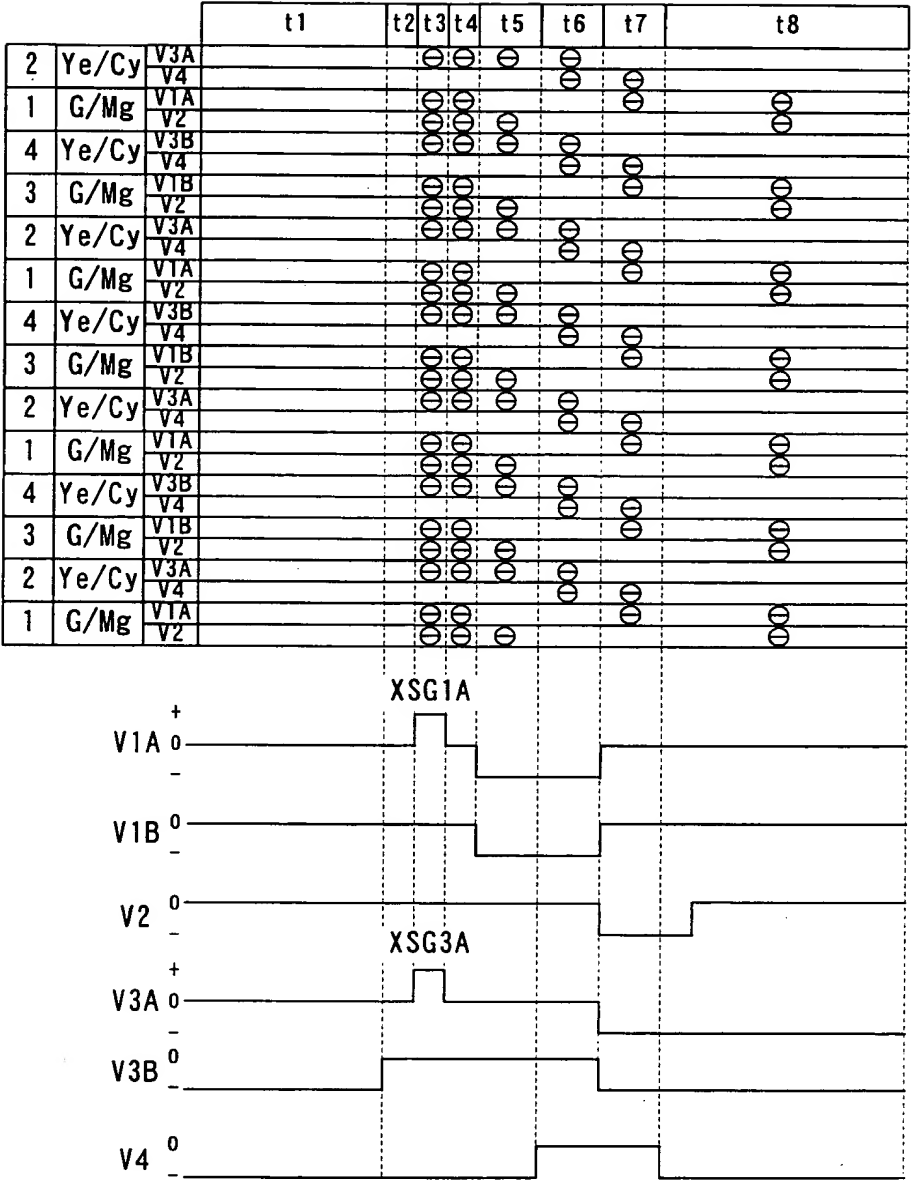 t1 t2 t3 t4 t5 t6 t7 t8
2 Ye/Cy V3A
V4
1 G/Mg V1A
V2
4 Ye/Cy V3B
V4
3 G/Mg V1B
V2
2 Ye/Cy V3A
V4
1 G/Mg V1A
V2
4 Ye/Cy V3B
V4
3 G/Mg V1B
V2
2 Ye/Cy V3A
V4
1 G/Mg V1A
V2
4 Ye/Cy V3B
V4
3 G/Mg V1B
V2
2 Ye/Cy V3A
V4
1 G/Mg V1A
V2
XSG1A
+
V1A 0
-
V1B 0
-
V2 0
-
XSG3A
+
V3A 0
-
V3B 0
-
V4 0
-